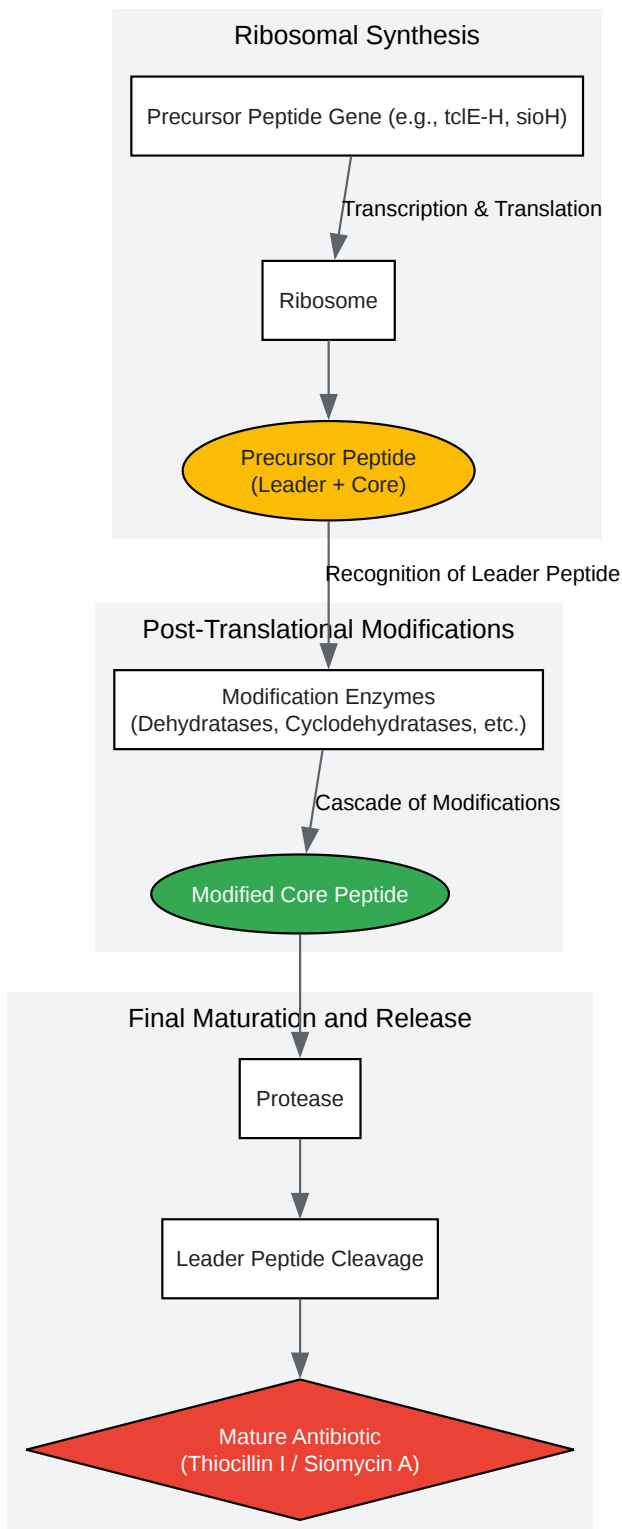 Ribosomal Synthesis
Precursor Peptide Gene (e.g., tclE-H, sioH)
Transcription & Translation
Ribosome
Precursor Peptide
(Leader + Core)
Recognition of Leader Peptide
Post-Translational Modifications
Modification Enzymes
(Dehydratases, Cyclodehydratases, etc.)
Cascade of Modifications
Modified Core Peptide
Final Maturation and Release
Protease
Leader Peptide Cleavage
Mature Antibiotic
(Thiocillin I / Siomycin A)